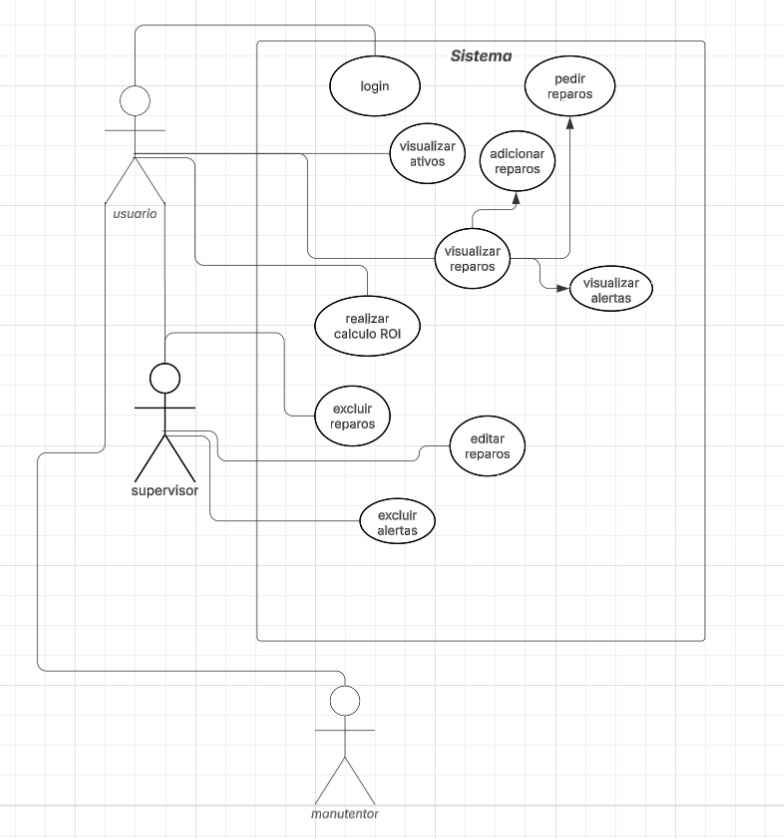 Sistema
login
pedir
reparos
visualizar
ativos
adicionar
reparos
usuario
visualizar
reparos
visualizar
alertas
realizar
calculo ROI
excluir
reparos
editar
reparos
supervisor
excluir
alertas
manutentor